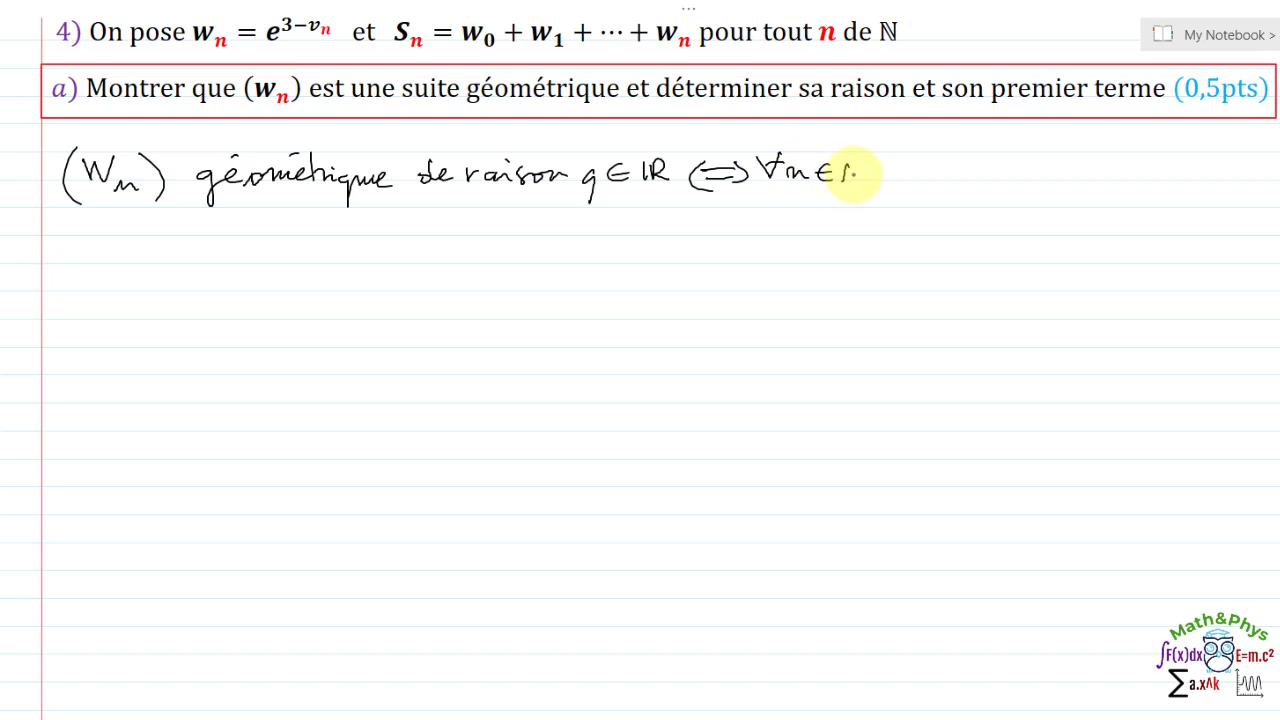 4) On pose wₙ = e^{3−vₙ} et Sₙ = w₀ + w₁ + ⋯ + wₙ pour tout n de ℕ
My Notebook >
a) Montrer que (wₙ) est une suite géométrique et déterminer sa raison et son premier terme (0,5pts)
(Wₙ) géométrique de raison q ∈ ℝ ⟺ ∀n ∈
Math&Phys
∫F(x)dx E=m.c²
∑ a.x^k